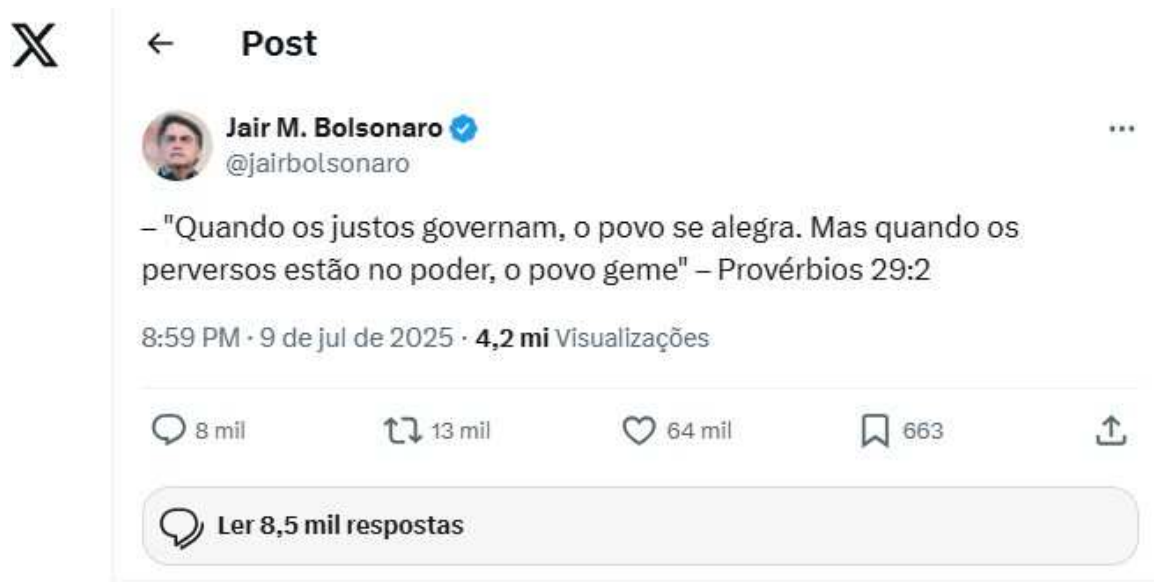 X
Post
Jair M. Bolsonaro
@jairbolsonaro
– "Quando os justos governam, o povo se alegra. Mas quando os
perversos estão no poder, o povo geme" – Provérbios 29:2
8:59 PM · 9 de jul de 2025 · 4,2 mi Visualizações
8 mil 13 mil 64 mil 663
Ler 8,5 mil respostas